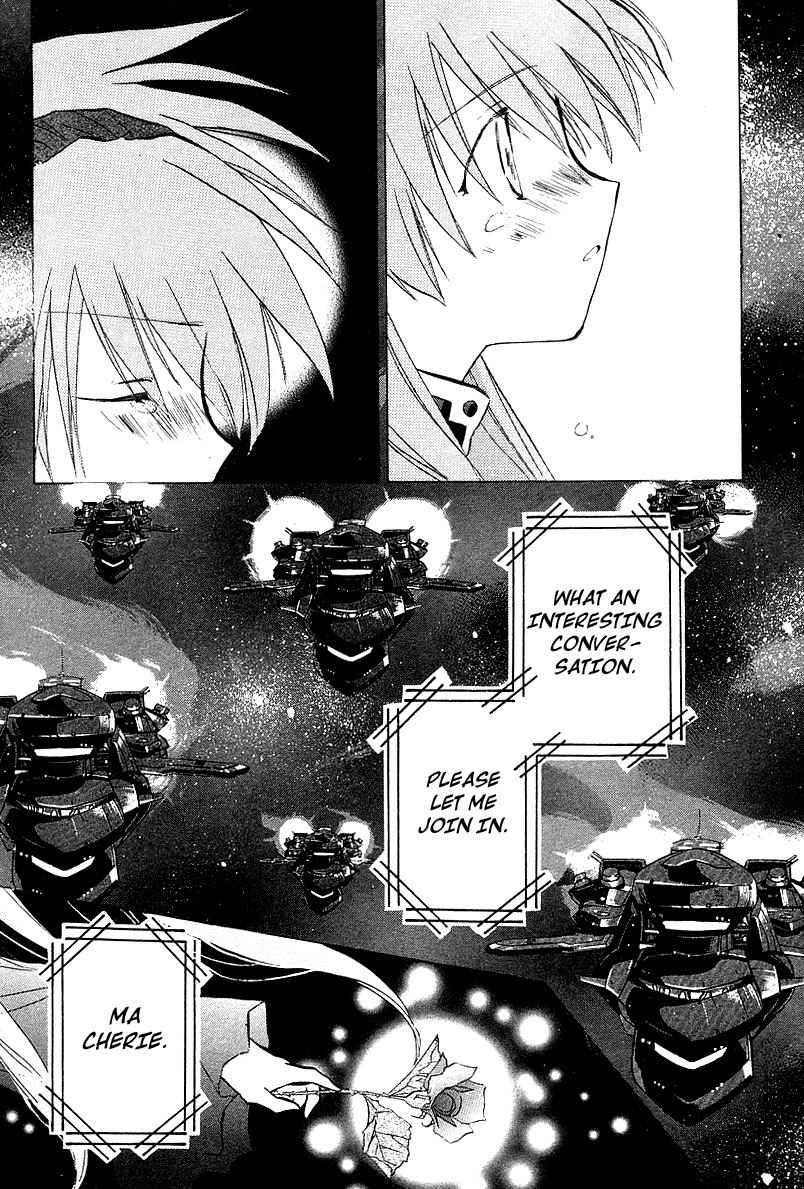 WHAT AN
INTERESTING
CONVER-
SATION.
PLEASE
LET ME
JOIN IN.
MA
CHERIE.